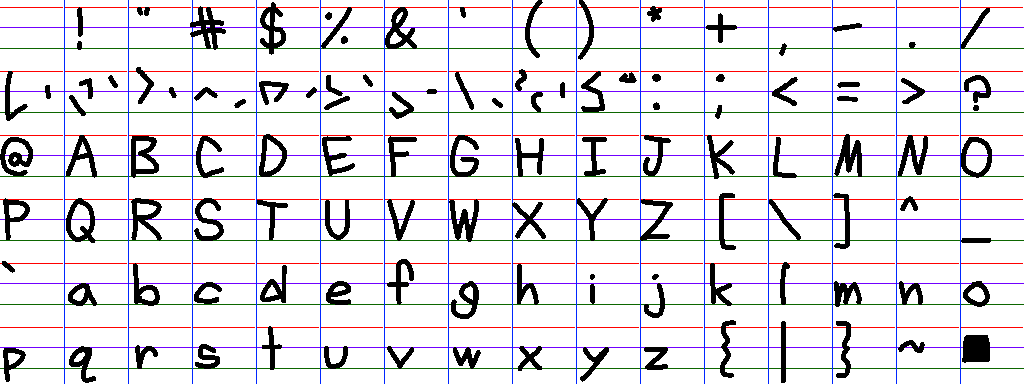 ! " # $ % & ' ( ) * + , - . /
: ; < = > ?
@ A B C D E F G H I J K L M N O
P Q R S T U V W X Y Z [ \ ] ^ _
` a b c d e f g h i j k l m n o
p q r s t u v w x y z { | } ~ ■